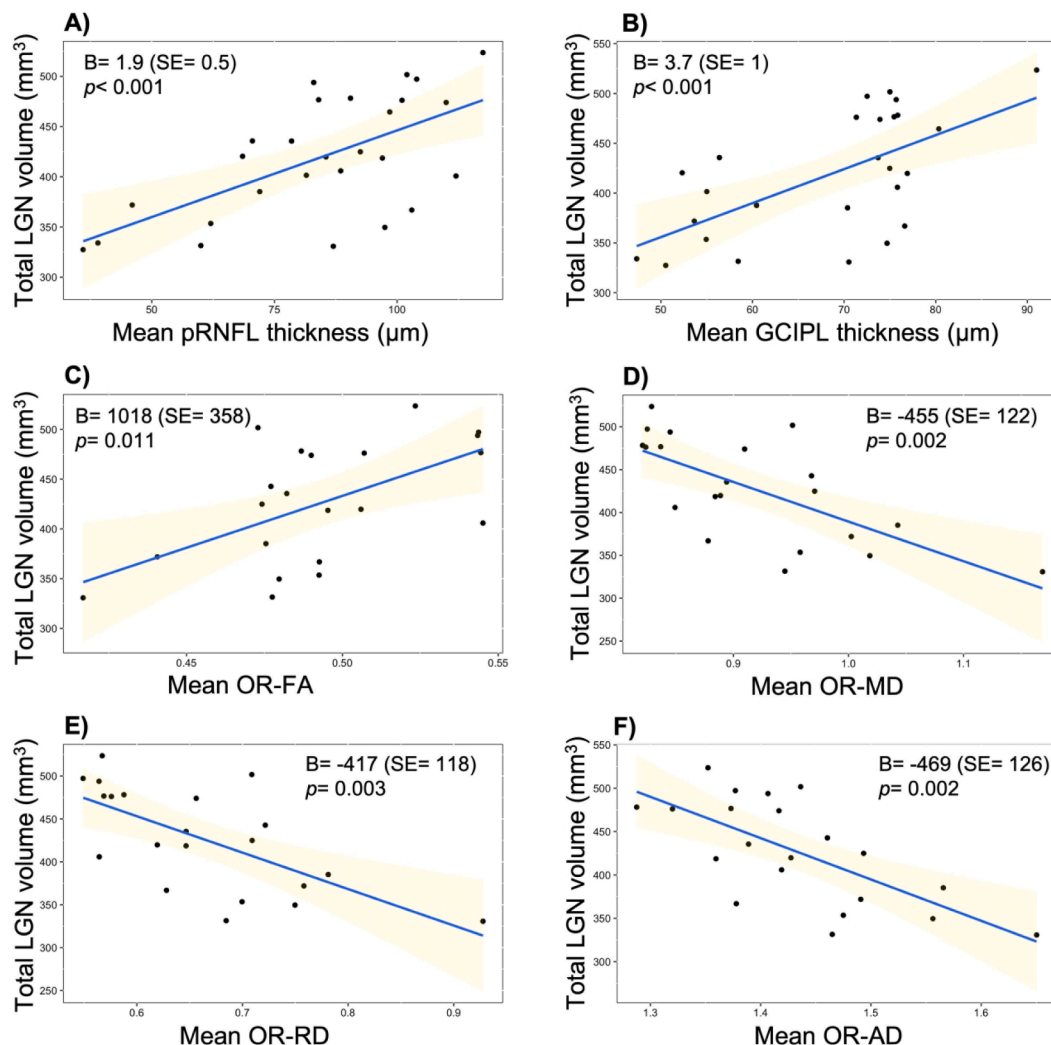 A)
B= 1.9 (SE= 0.5)
p< 0.001
Total LGN volume (mm³)
500
450
400
350
300
50
75
100
Mean pRNFL thickness (μm)
B)
B= 3.7 (SE= 1)
p< 0.001
Total LGN volume (mm³)
550
500
450
400
350
300
50
60
70
80
90
Mean GCIPL thickness (μm)
C)
B= 1018 (SE= 358)
p= 0.011
Total LGN volume (mm³)
500
450
400
350
300
0.45
0.50
0.55
Mean OR-FA
D)
B= -455 (SE= 122)
p= 0.002
Total LGN volume (mm³)
500
450
400
350
300
250
0.9
1.0
1.1
Mean OR-MD
E)
B= -417 (SE= 118)
p= 0.003
Total LGN volume (mm³)
500
450
400
350
300
250
0.6
0.7
0.8
0.9
Mean OR-RD
F)
B= -469 (SE= 126)
p= 0.002
Total LGN volume (mm³)
550
500
450
400
350
300
1.3
1.4
1.5
1.6
Mean OR-AD